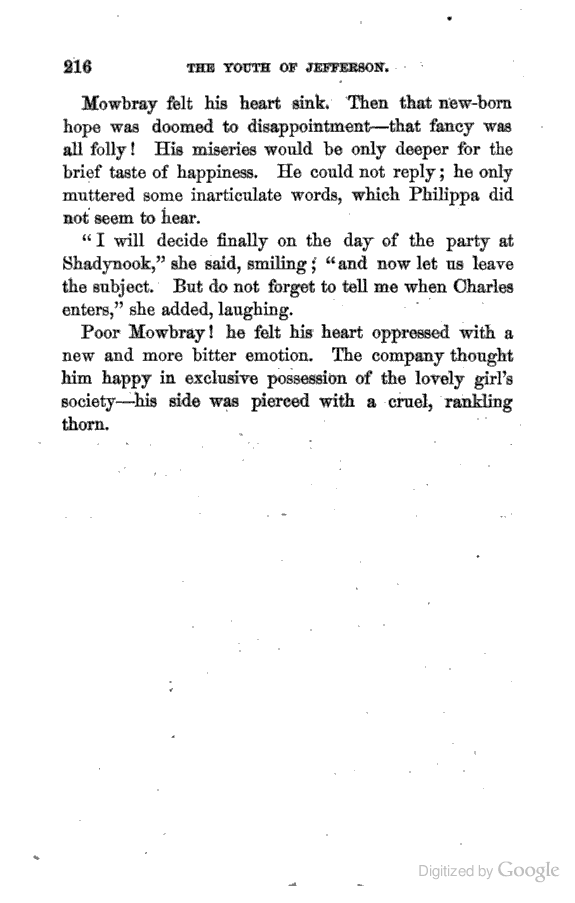 216 THE YOUTH OF JEFFERSON.
Mowbray felt his heart sink. Then that new-born
hope was doomed to disappointment—that fancy was
all folly! His miseries would be only deeper for the
brief taste of happiness. He could not reply; he only
muttered some inarticulate words, which Philippa did
not seem to hear.
"I will decide finally on the day of the party at
Shadynook," she said, smiling; "and now let us leave
the subject. But do not forget to tell me when Charles
enters," she added, laughing.
Poor Mowbray! he felt his heart oppressed with a
new and more bitter emotion. The company thought
him happy in exclusive possession of the lovely girl's
society—his side was pierced with a cruel, rankling
thorn.
Digitized by Google